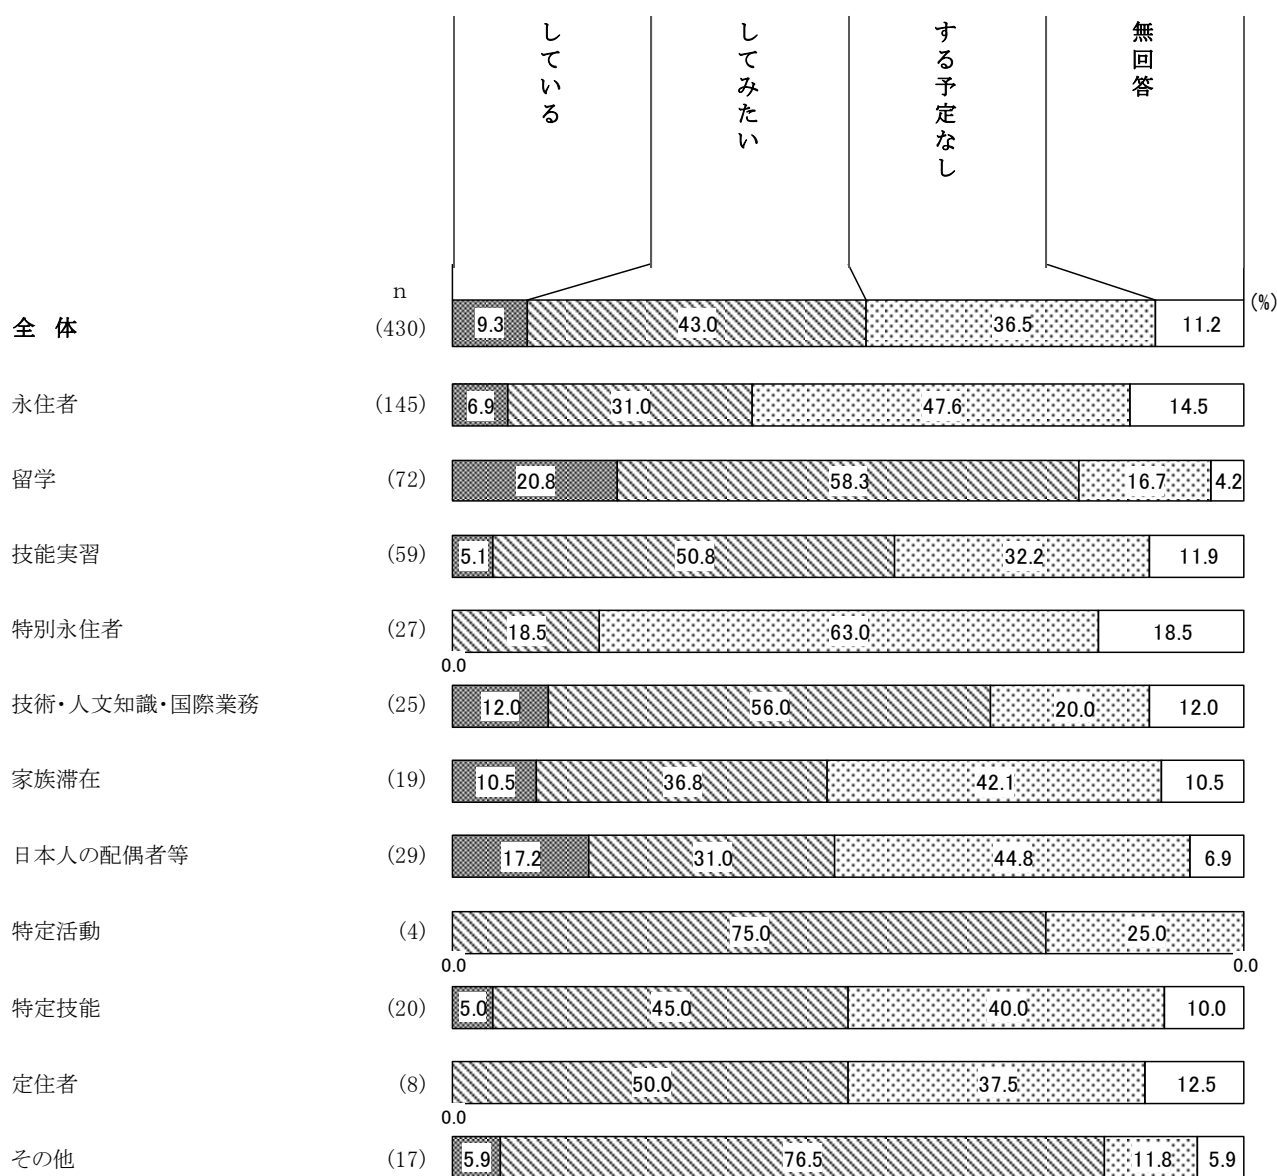 している
してみたい
する予定なし
無回答
n
(%)
全 体 (430) 9.3 43.0 36.5 11.2
永住者 (145) 6.9 31.0 47.6 14.5
留学 (72) 20.8 58.3 16.7 4.2
技能実習 (59) 5.1 50.8 32.2 11.9
特別永住者 (27) 18.5 63.0 18.5
0.0
技術・人文知識・国際業務 (25) 12.0 56.0 20.0 12.0
家族滞在 (19) 10.5 36.8 42.1 10.5
日本人の配偶者等 (29) 17.2 31.0 44.8 6.9
特定活動 (4) 75.0 25.0
0.0 0.0
特定技能 (20) 5.0 45.0 40.0 10.0
定住者 (8) 50.0 37.5 12.5
0.0
その他 (17) 5.9 76.5 11.8 5.9